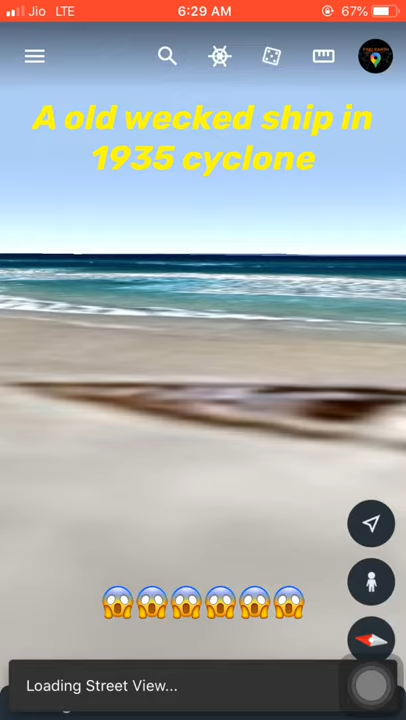 Jio LTE 6:29 AM 67%
A old wecked ship in
1935 cyclone
Loading Street View...